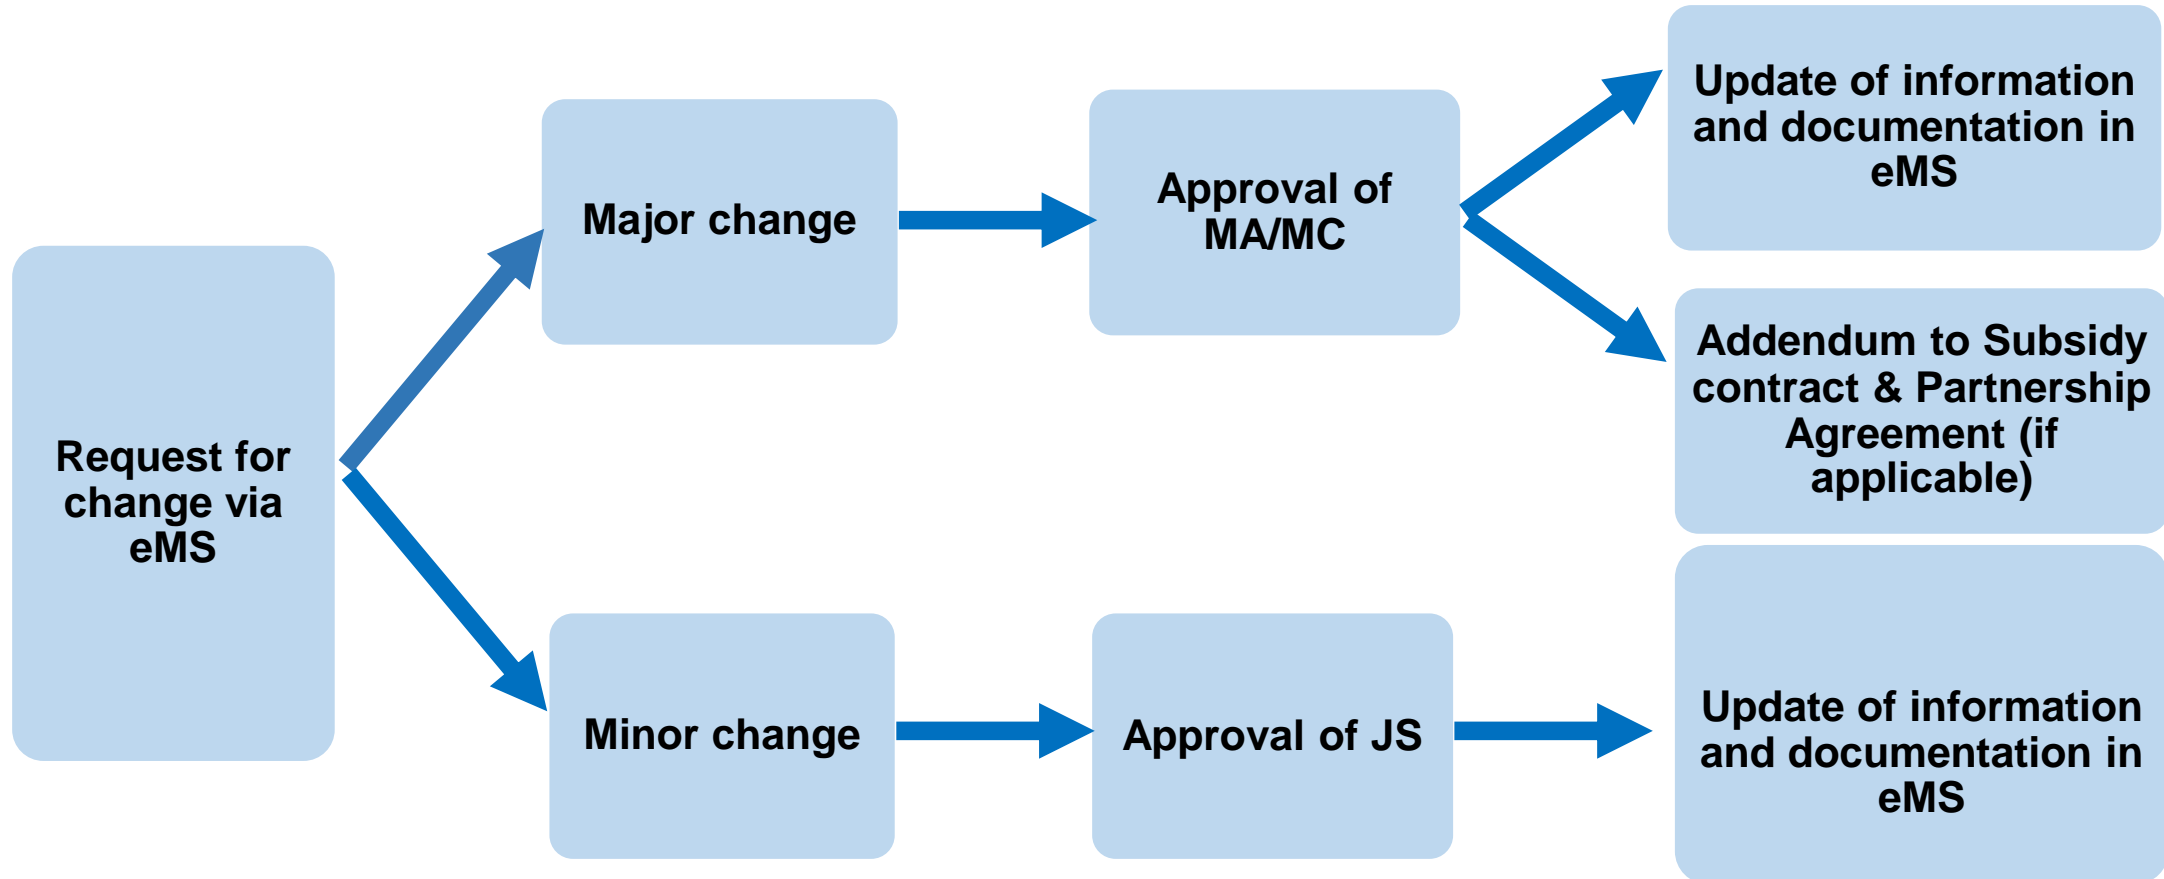 Request for
change via
eMS
Major change
Approval of
MA/MC
Update of information
and documentation in
eMS
Addendum to Subsidy
contract & Partnership
Agreement (if
applicable)
Minor change
Approval of JS
Update of information
and documentation in
eMS